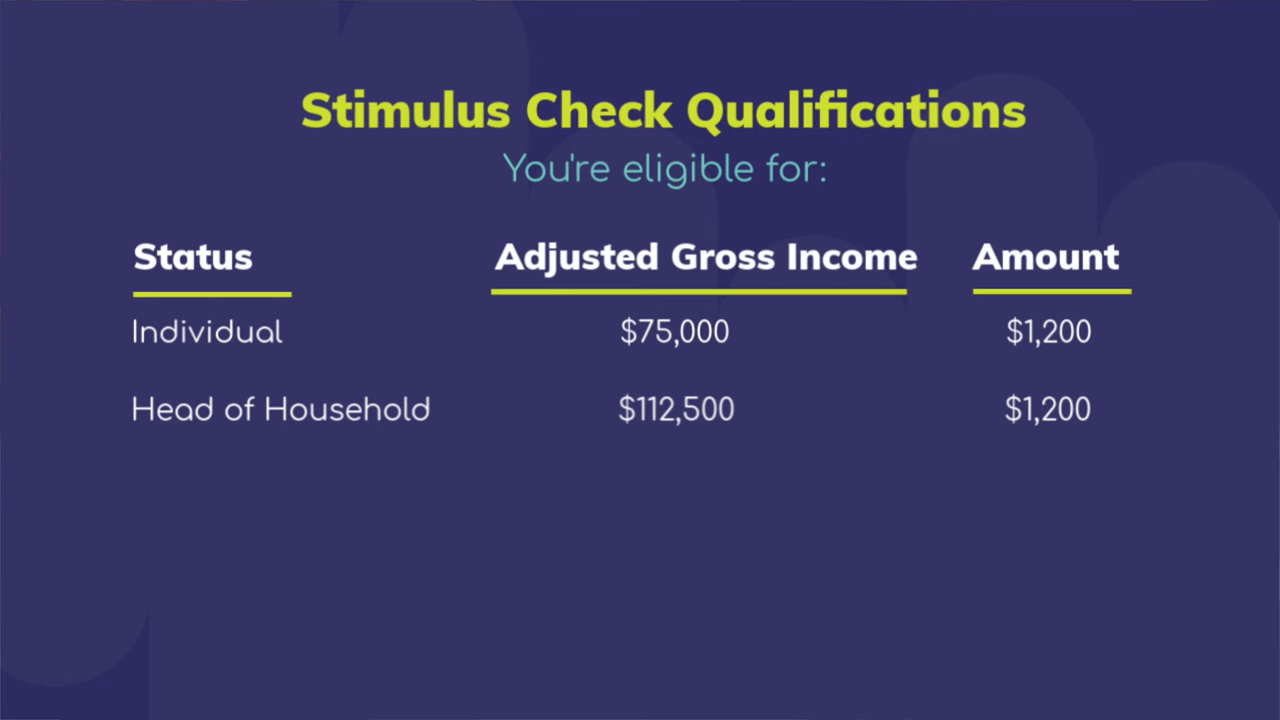 Stimulus Check Qualifications
You're eligible for:
Status Adjusted Gross Income Amount
Individual $75,000 $1,200
Head of Household $112,500 $1,200